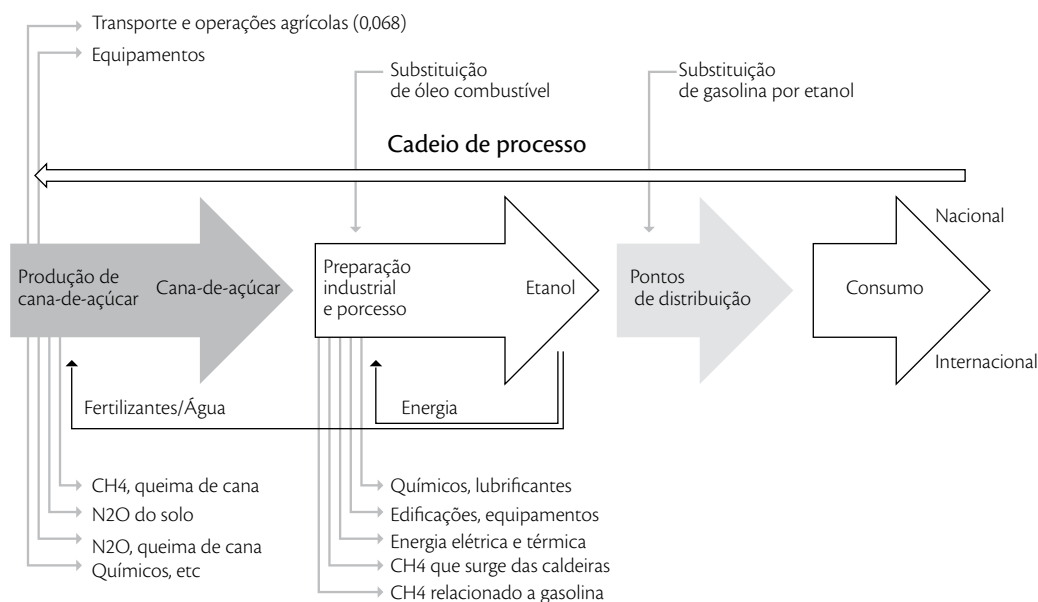 Transporte e operações agrícolas (0,068)
Equipamentos
Substituição
de óleo combustível
Substituição
de gasolina por etanol
Cadeio de processo
Produção de
cana-de-açúcar
Cana-de-açúcar
Preparação
industrial
e porcesso
Etanol
Pontos
de distribuição
Consumo
Nacional
Internacional
Fertilizantes/Água
Energia
CH4, queima de cana
N2O do solo
N2O, queima de cana
Químicos, etc
Químicos, lubrificantes
Edificações, equipamentos
Energia elétrica e térmica
CH4 que surge das caldeiras
CH4 relacionado a gasolina